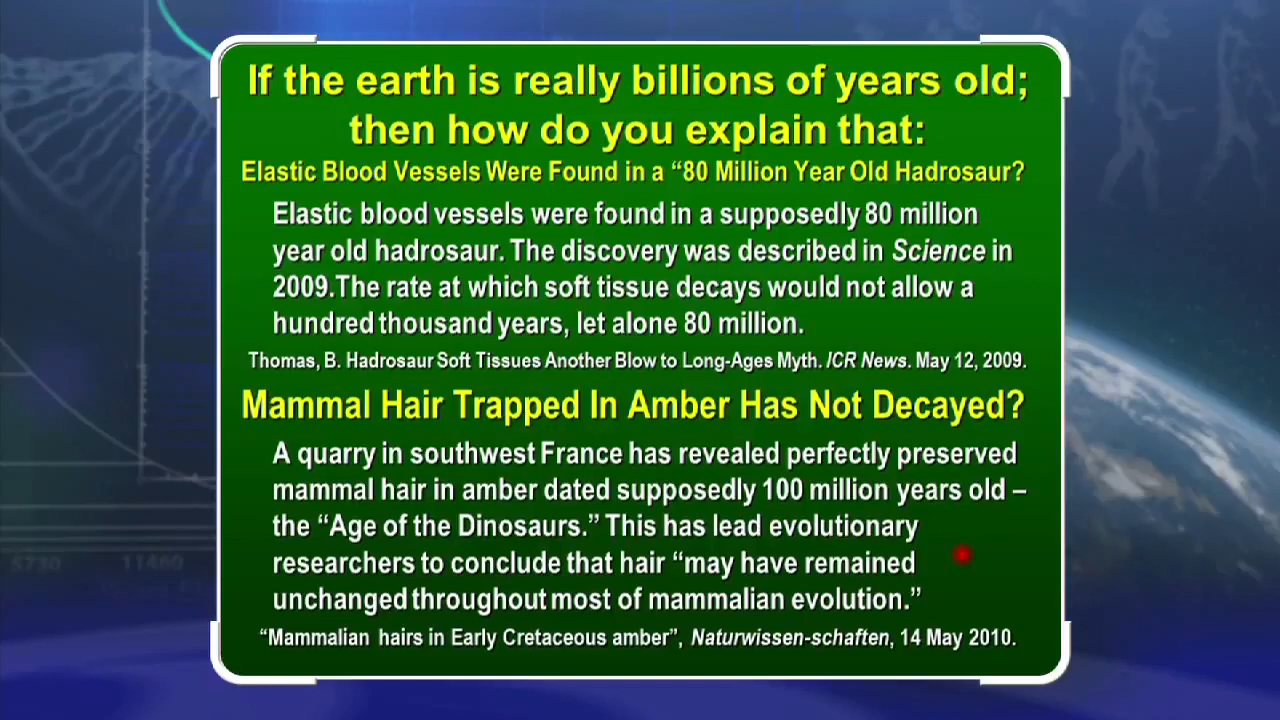 If the earth is really billions of years old;
then how do you explain that:
Elastic Blood Vessels Were Found in a “80 Million Year Old Hadrosaur?
Elastic blood vessels were found in a supposedly 80 million
year old hadrosaur. The discovery was described in Science in
2009.The rate at which soft tissue decays would not allow a
hundred thousand years, let alone 80 million.
Thomas, B. Hadrosaur Soft Tissues Another Blow to Long-Ages Myth. ICR News. May 12, 2009.
Mammal Hair Trapped In Amber Has Not Decayed?
A quarry in southwest France has revealed perfectly preserved
mammal hair in amber dated supposedly 100 million years old –
the “Age of the Dinosaurs.” This has lead evolutionary
researchers to conclude that hair “may have remained
unchanged throughout most of mammalian evolution.”
“Mammalian hairs in Early Cretaceous amber”, Naturwissen-schaften, 14 May 2010.
5730 11460